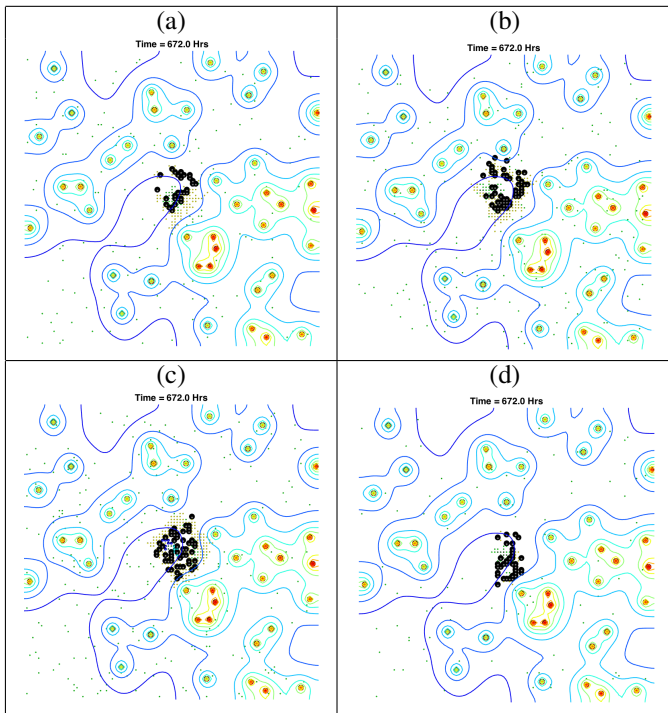 (a)
Time = 672.0 Hrs
(b)
Time = 672.0 Hrs
(c)
Time = 672.0 Hrs
(d)
Time = 672.0 Hrs